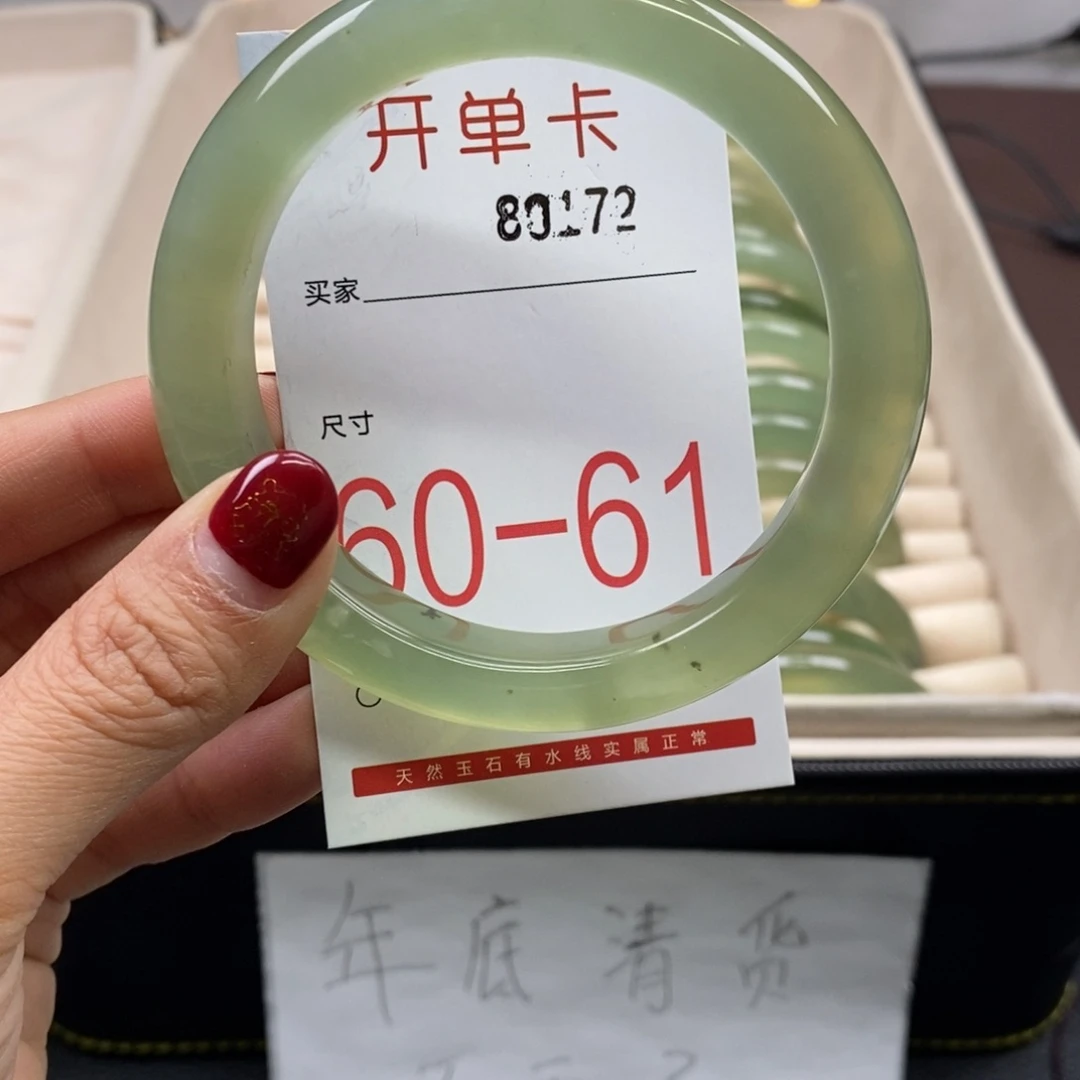 开单卡
80172
买家
尺寸
60-61
天然玉石有水线实属正常
年底清货